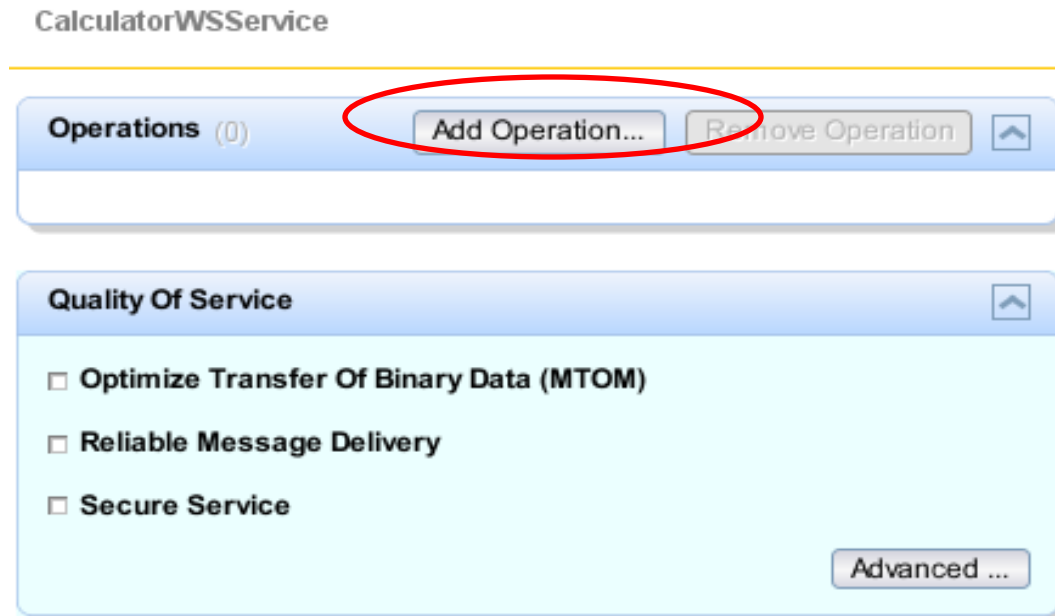 CalculatorWSService
Operations (0) Add Operation... Remove Operation
Quality Of Service
Optimize Transfer Of Binary Data (MTOM)
Reliable Message Delivery
Secure Service
Advanced ...